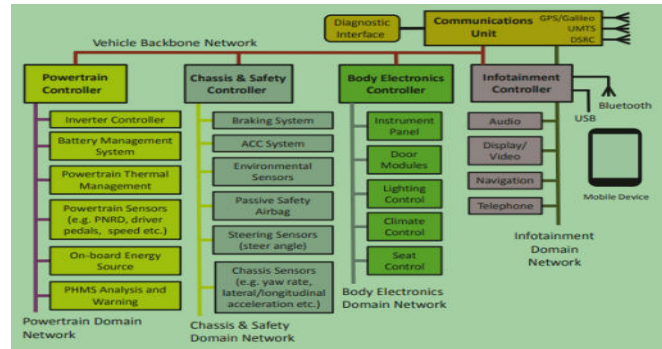 Diagnostic
Interface
Communications
Unit
GPS/Galileo
UMTS
DSRC
Vehicle Backbone Network
Powertrain
Controller
Chassis & Safety
Controller
Body Electronics
Controller
Infotainment
Controller
Bluetooth
USB
Inverter Controller
Battery Management
System
Powertrain Thermal
Management
Powertrain Sensors
(e.g. PNRD, driver
pedals, speed etc.)
On-board Energy
Source
PHMS Analysis and
Warning
Powertrain Domain
Network
Braking System
ACC System
Environmental
Sensors
Passive Safety
Airbag
Steering Sensors
(steer angle)
Chassis Sensors
(e.g. yaw rate,
lateral/longitudinal
acceleration etc.)
Chassis & Safety
Domain Network
Instrument
Panel
Door
Modules
Lighting
Control
Climate
Control
Seat
Control
Body Electronics
Domain Network
Audio
Display/
Video
Navigation
Telephone
Mobile Device
Infotainment
Domain
Network